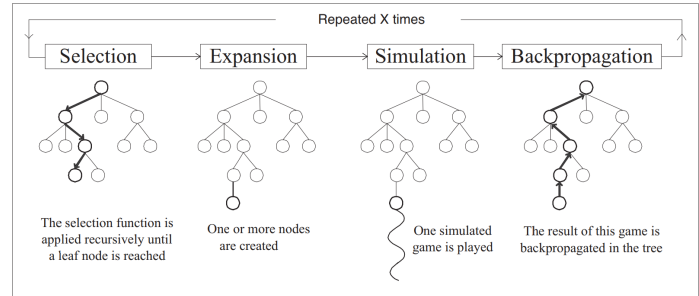 Repeated X times
Selection
Expansion
Simulation
Backpropagation
The selection function is
applied recursively until
a leaf node is reached
One or more nodes
are created
One simulated
game is played
The result of this game is
backpropagated in the tree